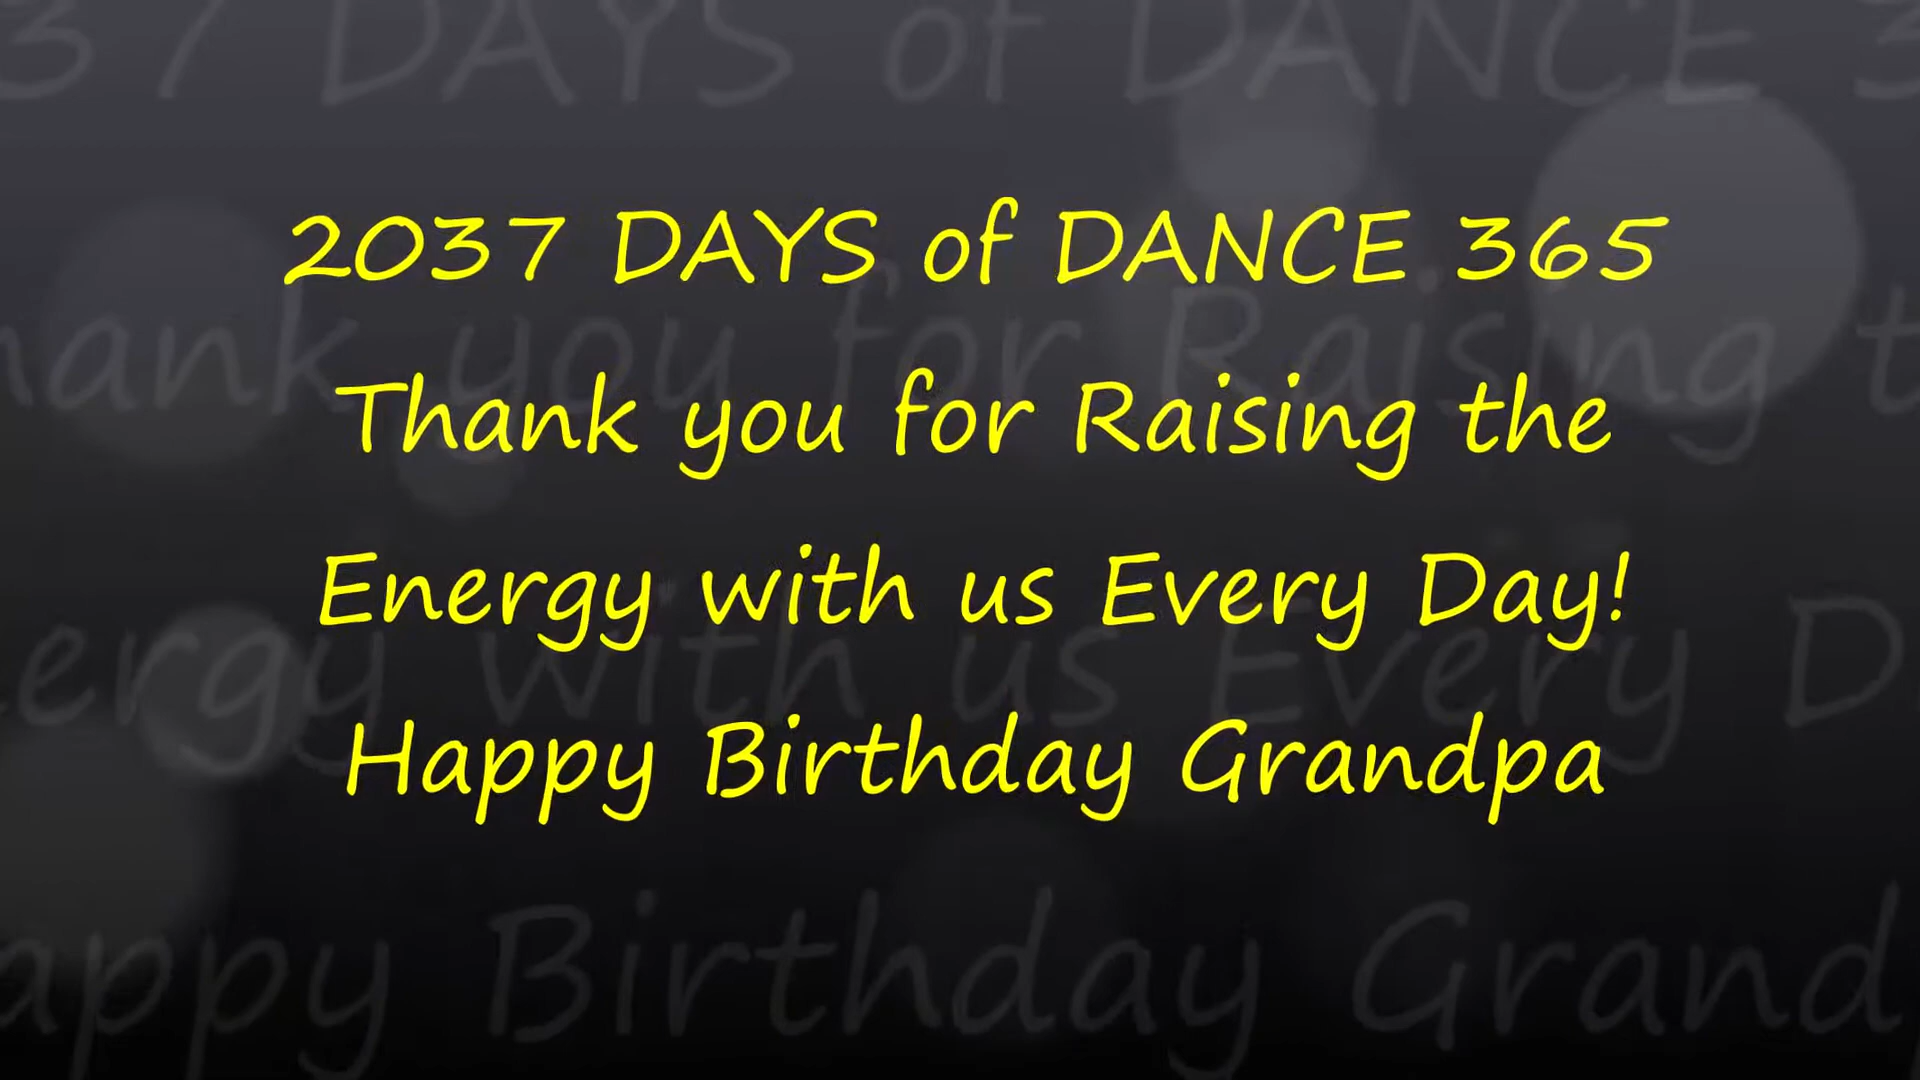 2037 DAYS of DANCE 365
Thank you for Raising the
Energy with us Every Day!
Happy Birthday Grandpa